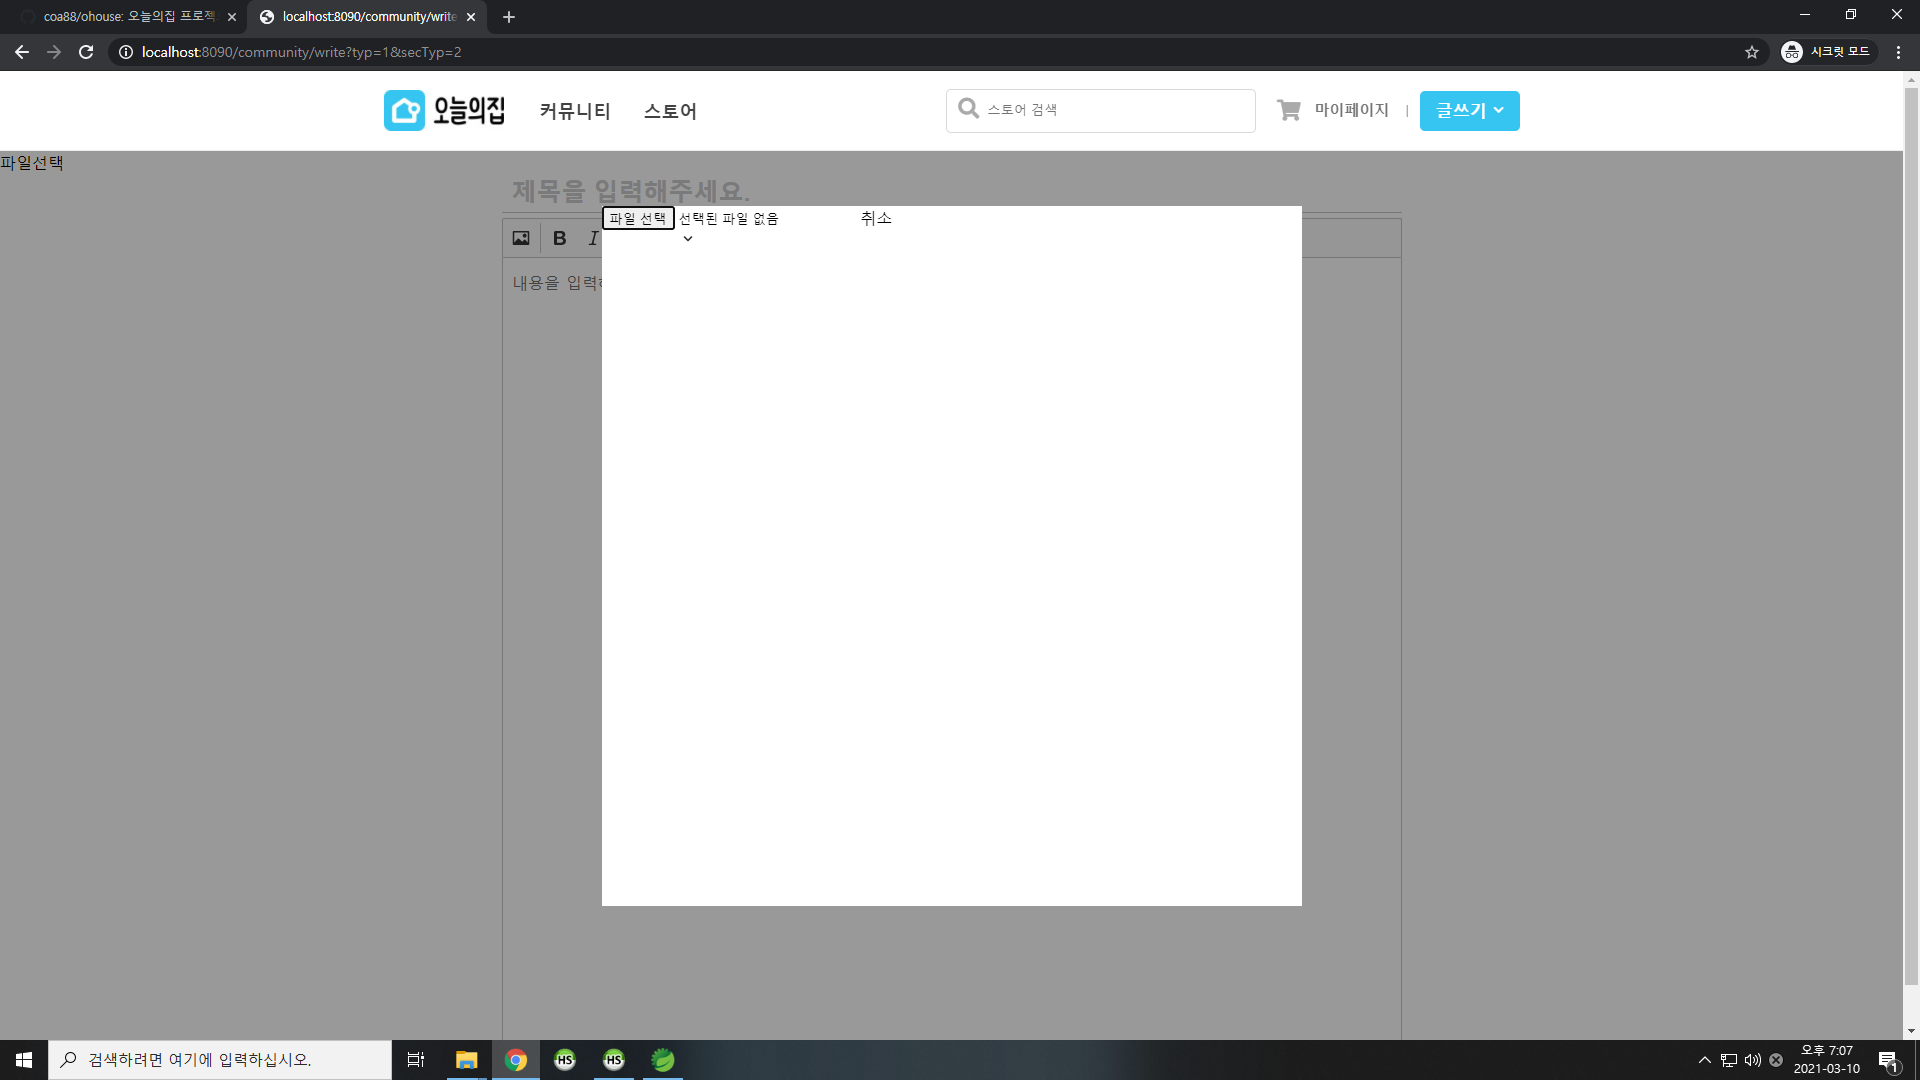 coa88/ohouse: 오늘의집 프로젝
localhost:8090/community/write
localhost:8090/community/write?typ=1&secTyp=2
시크릿 모드
오늘의집
커뮤니티
스토어
스토어 검색
마이페이지
글쓰기
파일선택
제목을 입력해주세요.
파일 선택 선택된 파일 없음
취소
B I
내용을 입력
검색하려면 여기에 입력하십시오.
HS
HS
오후 7:07
2021-03-10
1